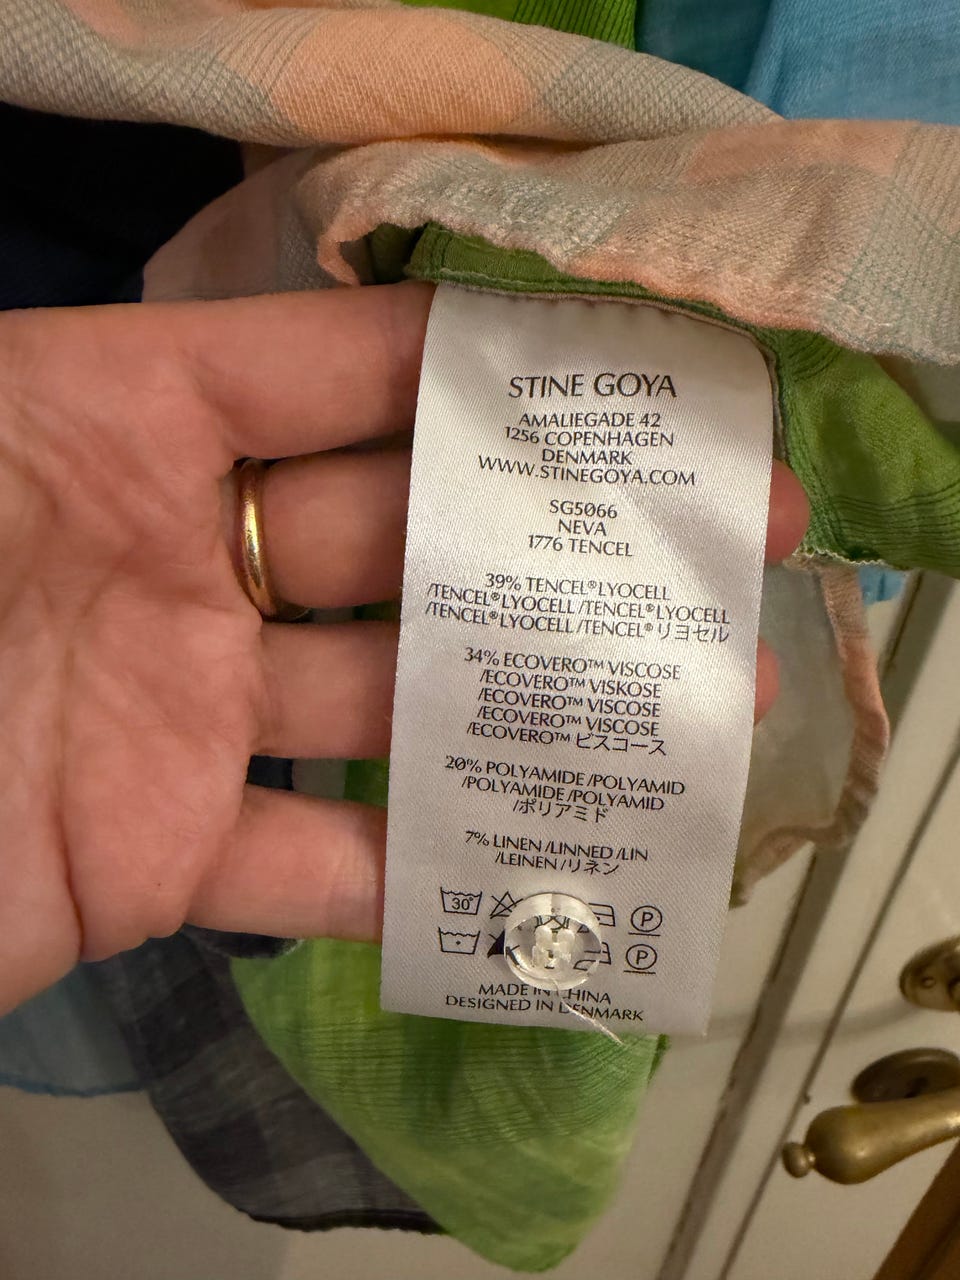 STINE GOYA
AMALIEGADE 42
1256 COPENHAGEN
DENMARK
WWW.STINEGOYA.COM
SG5066
NEVA
1776 TENCEL
39% TENCEL®LYOCELL
/TENCEL®LYOCELL /TENCEL®LYOCELL
/TENCEL®LYOCELL /TENCEL®リヨセル
34% ECOVERO™ VISCOSE
/ECOVERO™ VISKOSE
/ECOVERO™ VISCOSE
/ECOVERO™ VISCOSE
/ECOVERO™ ビスコース
20% POLYAMIDE /POLYAMID
/POLYAMIDE /POLYAMID
/ポリアミド
7% LINEN /LINNED /LIN
/LEINEN /リネン
30° P
P
MADE IN CHINA
DESIGNED IN DENMARK